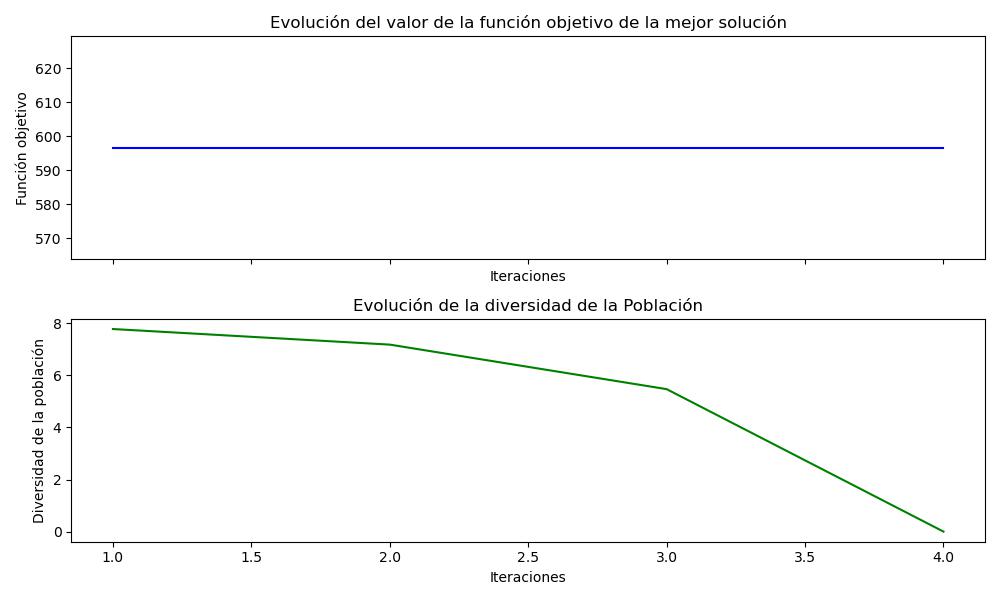 Evolución del valor de la función objetivo de la mejor solución
Función objetivo
620
610
600
590
580
570
Iteraciones
Evolución de la diversidad de la Población
Diversidad de la población
8
6
4
2
0
1.0 1.5 2.0 2.5 3.0 3.5 4.0
Iteraciones